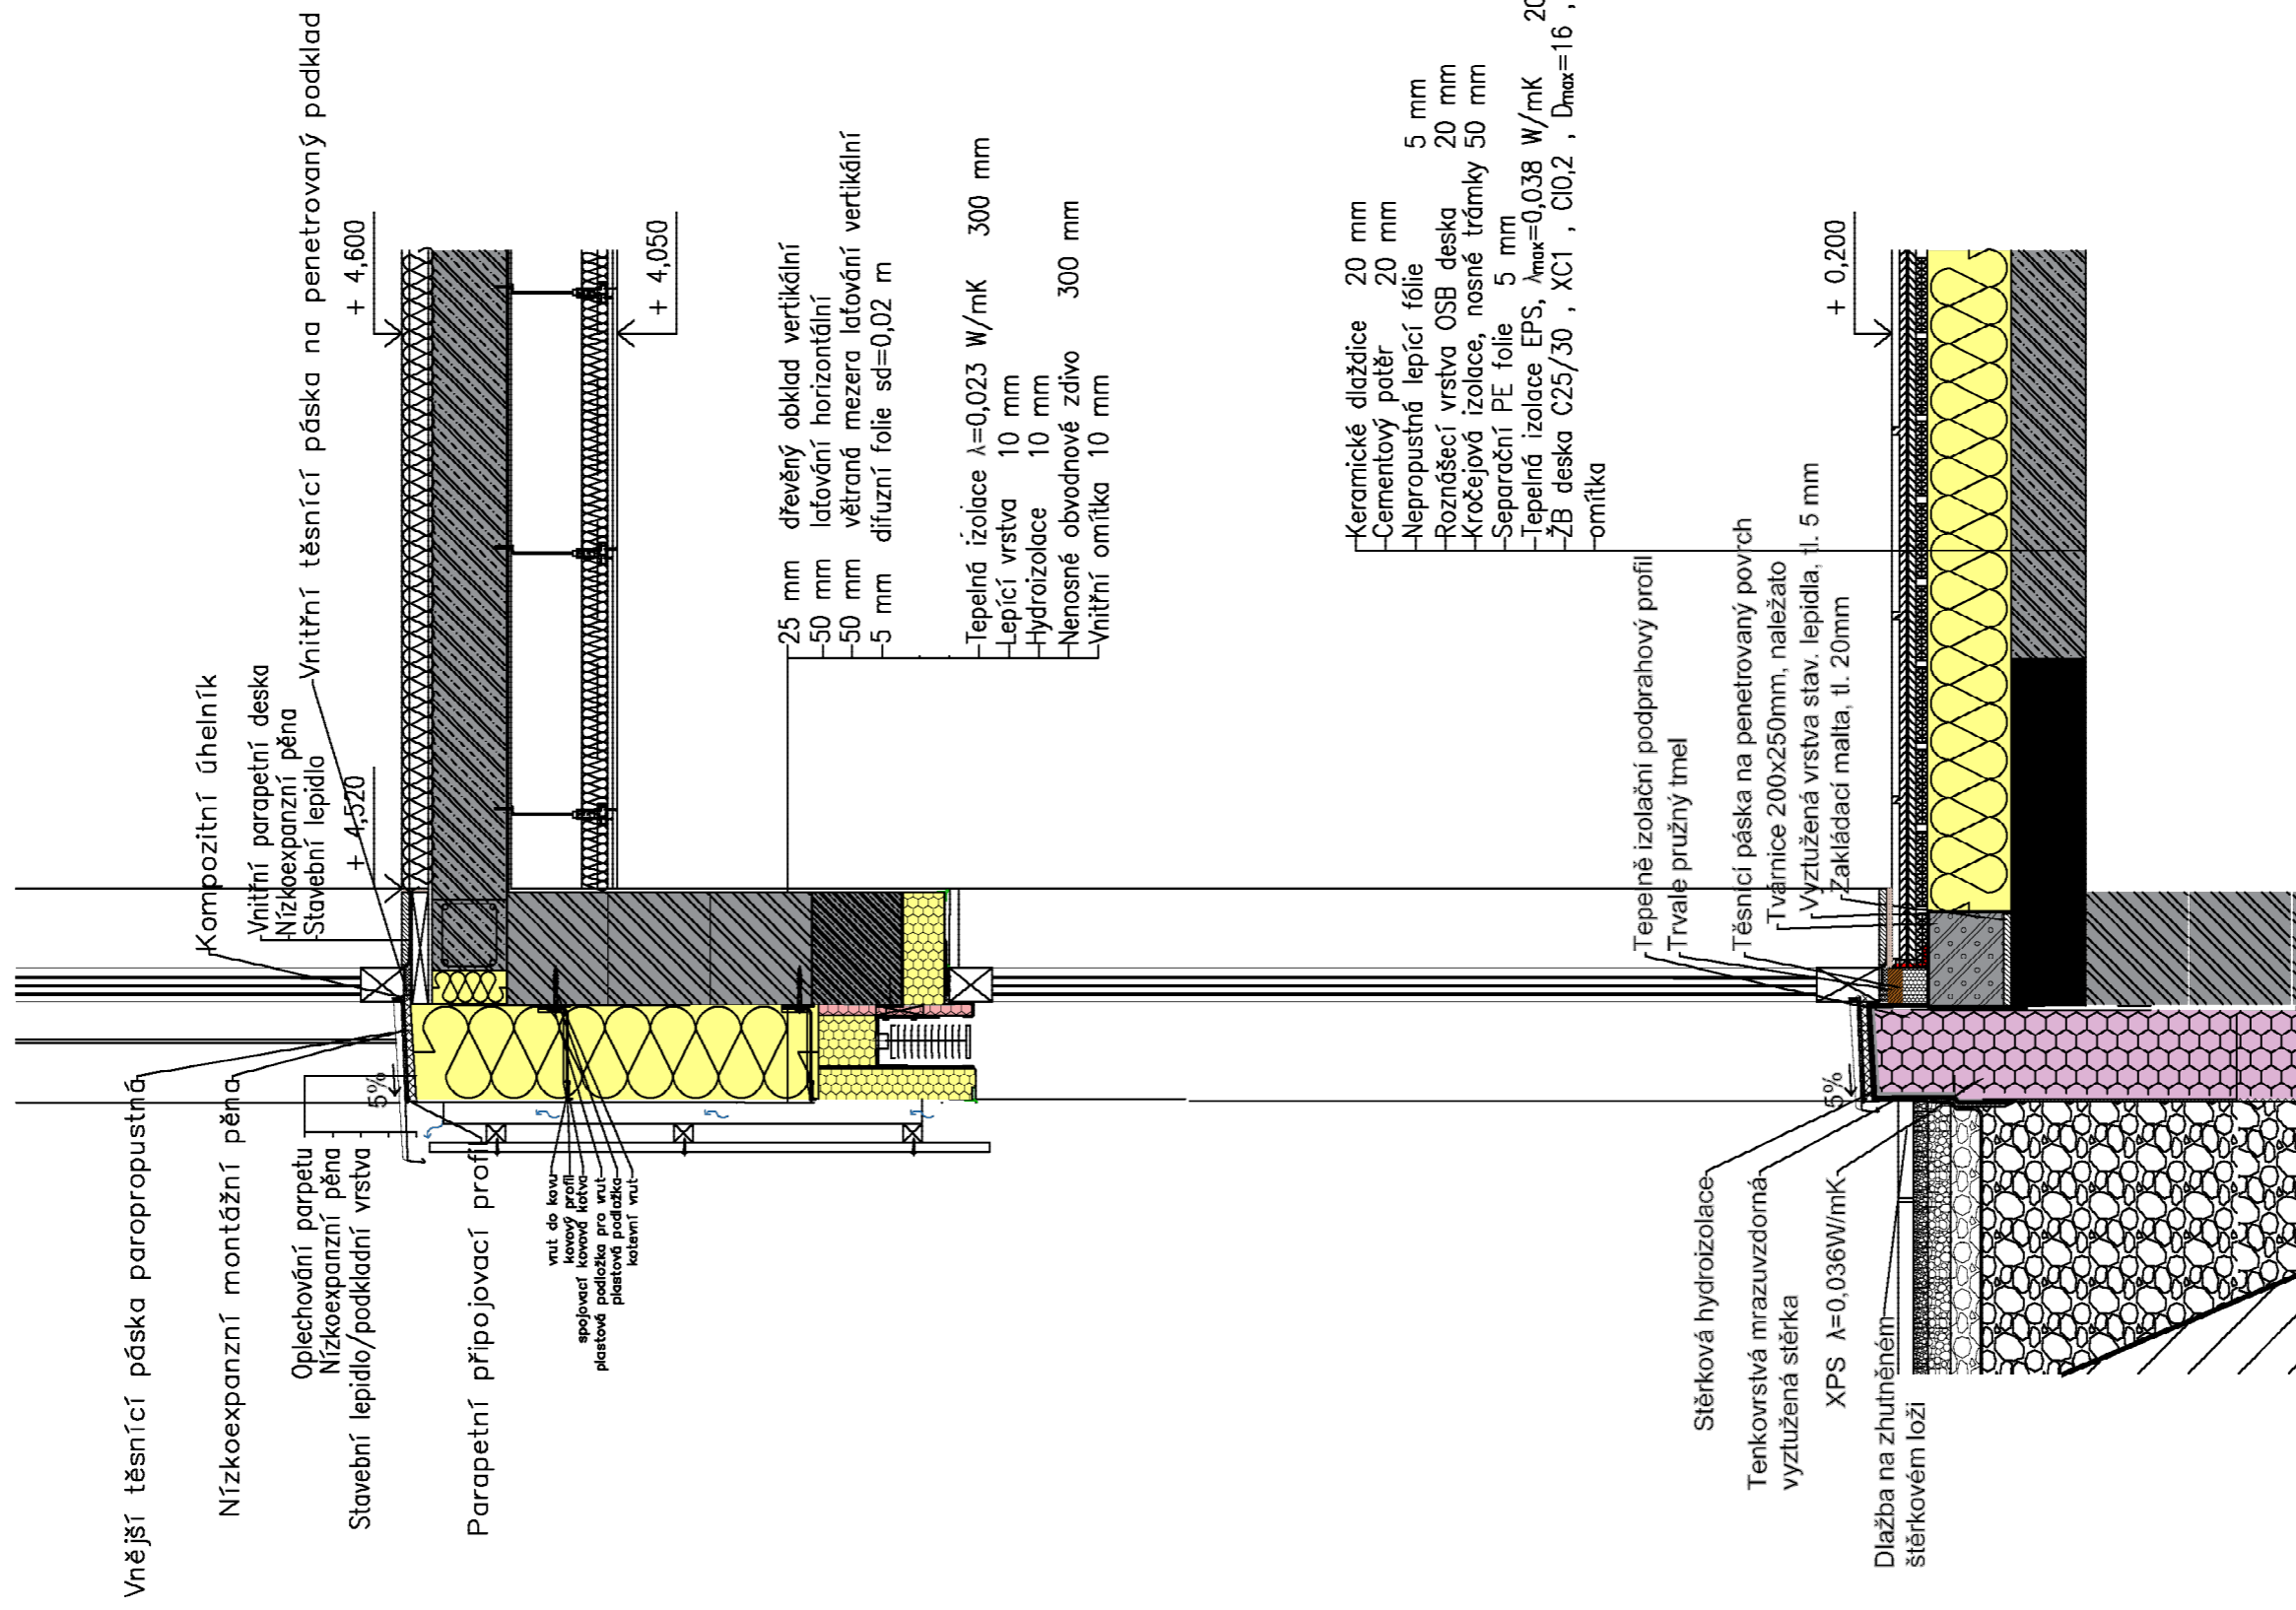 Vnější těsnící páska paropropustná
Nízkoexpanzní montážní pěna
Oplechování parpetu
Nízkoexpanzní pěna
Stavební lepidlo/podkladní vrstva
Parapetní připojovací profil
5%
Kompozitní úhelník
Vnitřní parapetní deska
Nízkoexpanzní pěna
Stavební lepidlo
Vnitřní těsnící páska na penetrovaný podklad
+ 4,520
+ 4,600
+ 4,050
vrut do kovu
kovový profil
spojovací kovová kotva
plastová podložka pro vrut
plastová podložka
kotevní vrut
25 mm dřevěný obklad vertikální
50 mm laťování horizontální
50 mm větraná mezera laťování vertikální
5 mm difuzní folie sd=0,02 m
Tepelná izolace λ=0,023 W/mK 300 mm
Lepící vrstva 10 mm
Hydroizolace 10 mm
Nenosné obvodnové zdivo 300 mm
Vnitřní omítka 10 mm
Keramické dlaždice 20 mm
Cementový patěr 20 mm
Nepropustná lepící fólie 5 mm
Roznášecí vrstva OSB deska 20 mm
Kročejová izolace, nosné trámky 50 mm
Separační PE folie 5 mm
Tepelná izolace EPS, λmax=0,038 W/mK 20
ŽB deska C25/30 , XC1 , Cl0,2 , Dmax=16 ,
omítka
Tepelně izolační podprahový profil
Trvale pružný tmel
Těsnící páska na penetrovaný povrch
Tvárnice 200x250mm, naležato
Vyztužená vrstva stav. lepidla, tl. 5 mm
Zakládací malta, tl. 20mm
+ 0,200
5%
Stěrková hydroizolace
Tenkovrstvá mrazuvzdorná
vyztužená stěrka
XPS λ=0,036W/mK
Dlažba na zhutněném
štěrkovém loži